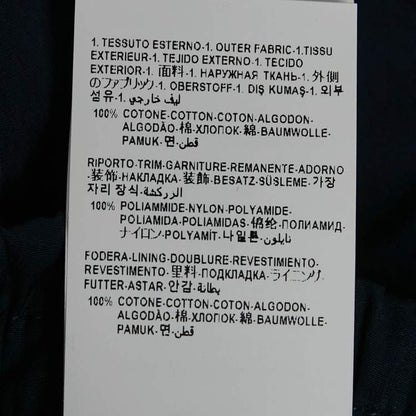 1. TESSUTO ESTERNO-1. OUTER FABRIC-1.TISSU
EXTERIEUR-1. TEJIDO EXTERNO-1. TECIDO
EXTERIOR-1. 面料-1. НАРУЖНАЯ ТКАНЬ-1. 外側
のファブリック-1. OBERSTOFF-1. DIŞ KUMAŞ-1. 외부
섬유-1. ليف خارجي
100% COTONE-COTTON-COTON-ALGODON-
ALGODÃO-棉-ХЛОПОК-綿-BAUMWOLLE-
PAMUK-면-قطن
RIPORTO-TRIM-GARNITURE-REMANENTE-ADORNO
-装饰-НАКЛАДКА-装飾-BESATZ-SÜSLEME-가장
자리 장식-الزركشة
100% POLIAMMIDE-NYLON-POLYAMIDE-
POLIAMIDA-POLIAMIDAS-锦纶-ПОЛИАМИД-
ナイロン-POLYAMİT-나일론-نايلون
FODERA-LINING-DOUBLURE-REVESTIMIENTO-
REVESTIMENTO-里料-ПОДКЛАДКА-ライニング-
FUTTER-ASTAR-안감-بطانة
100% COTONE-COTTON-COTON-ALGODON-
ALGODÃO-棉-ХЛОПОК-綿-BAUMWOLLE-
PAMUK-면-قطن